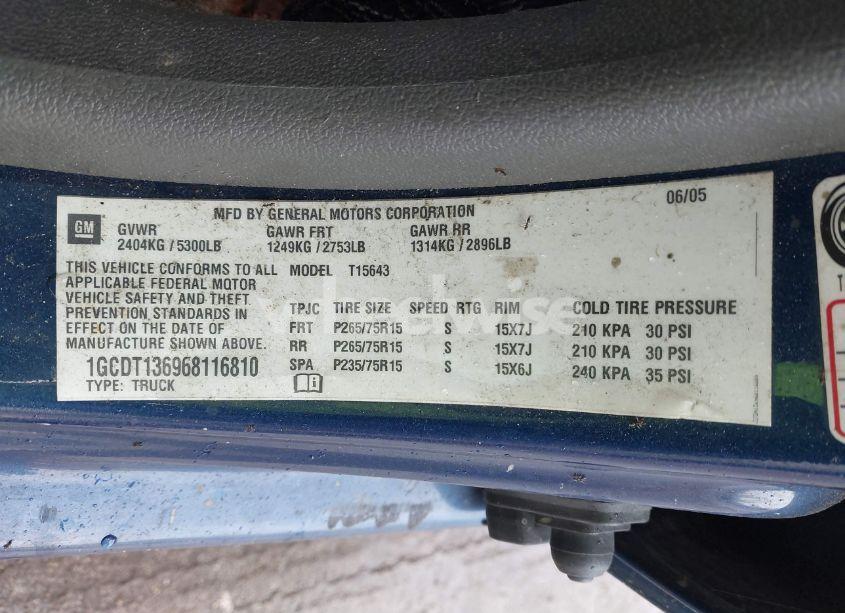 06/05
MFD BY GENERAL MOTORS CORPORATION
GM
GVWR GAWR FRT GAWR RR
2404KG / 5300LB 1249KG / 2753LB 1314KG / 2896LB
THIS VEHICLE CONFORMS TO ALL
APPLICABLE FEDERAL MOTOR
VEHICLE SAFETY AND THEFT
PREVENTION STANDARDS IN
EFFECT ON THE DATE OF
MANUFACTURE SHOWN ABOVE.
1GCDT136968116810
TYPE: TRUCK
MODEL T15643
TPJC TIRE SIZE SPEED RTG RIM COLD TIRE PRESSURE
FRT P265/75R15 S 15X7J 210 KPA 30 PSI
RR P265/75R15 S 15X7J 210 KPA 30 PSI
SPA P235/75R15 S 15X6J 240 KPA 35 PSI
i
T